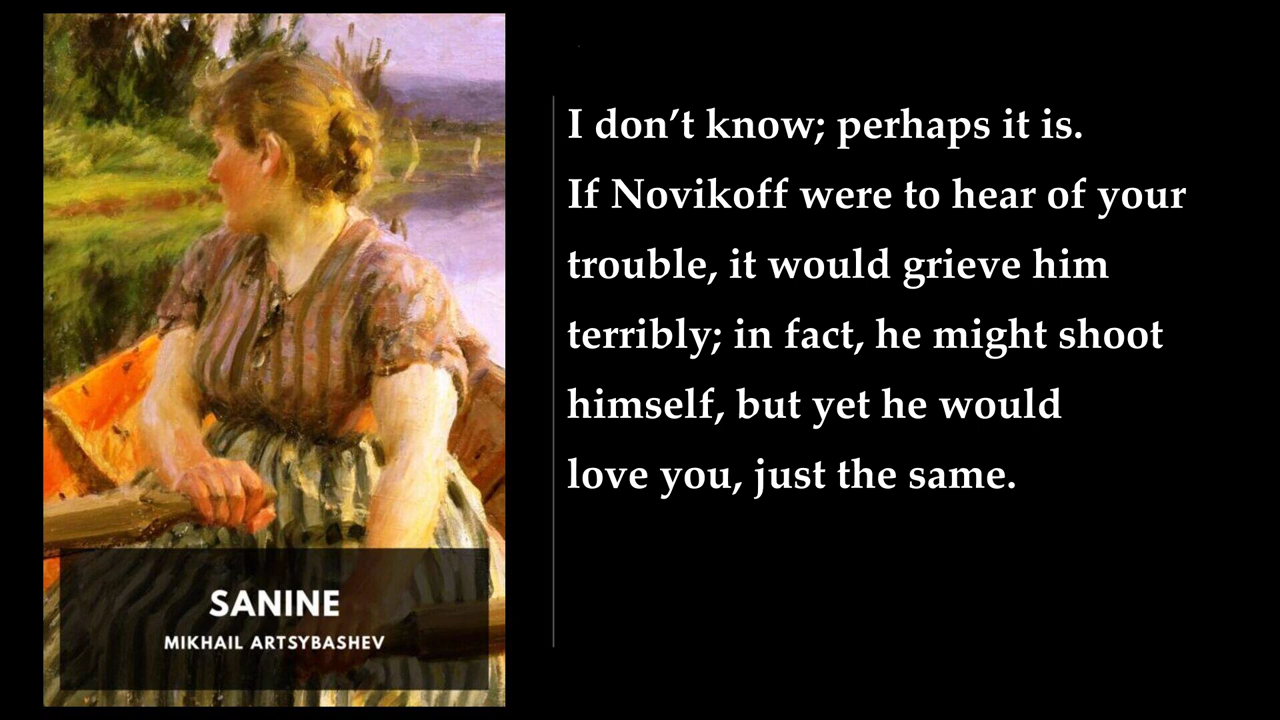 I don’t know; perhaps it is.
If Novikoff were to hear of your
trouble, it would grieve him
terribly; in fact, he might shoot
himself, but yet he would
love you, just the same.
SANINE
MIKHAIL ARTSYBASHEV